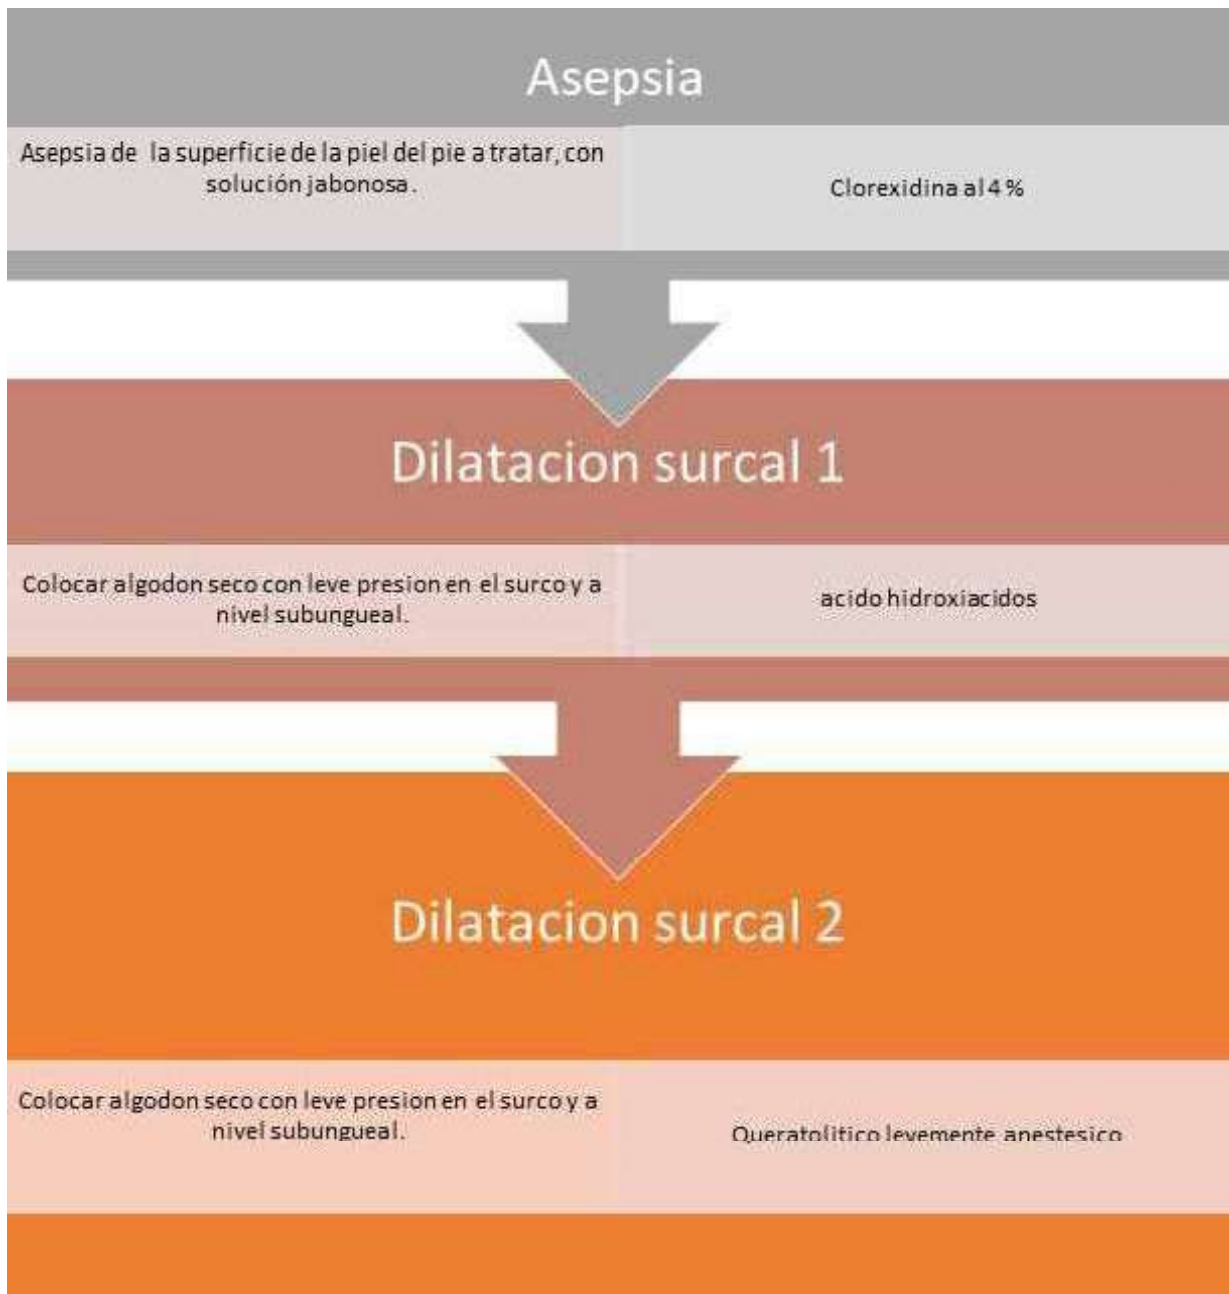 Asepsia
Asepsia de la superficie de la piel del pie a tratar, con
solución jabonosa.
Clorexidina al 4 %
Dilatacion surcal 1
Colocar algodon seco con leve presion en el surco y a
nivel subungueal.
acido hidroxiacidos
Dilatacion surcal 2
Colocar algodon seco con leve presion en el surco y a
nivel subungueal.
Queratolitico levemente anestesico